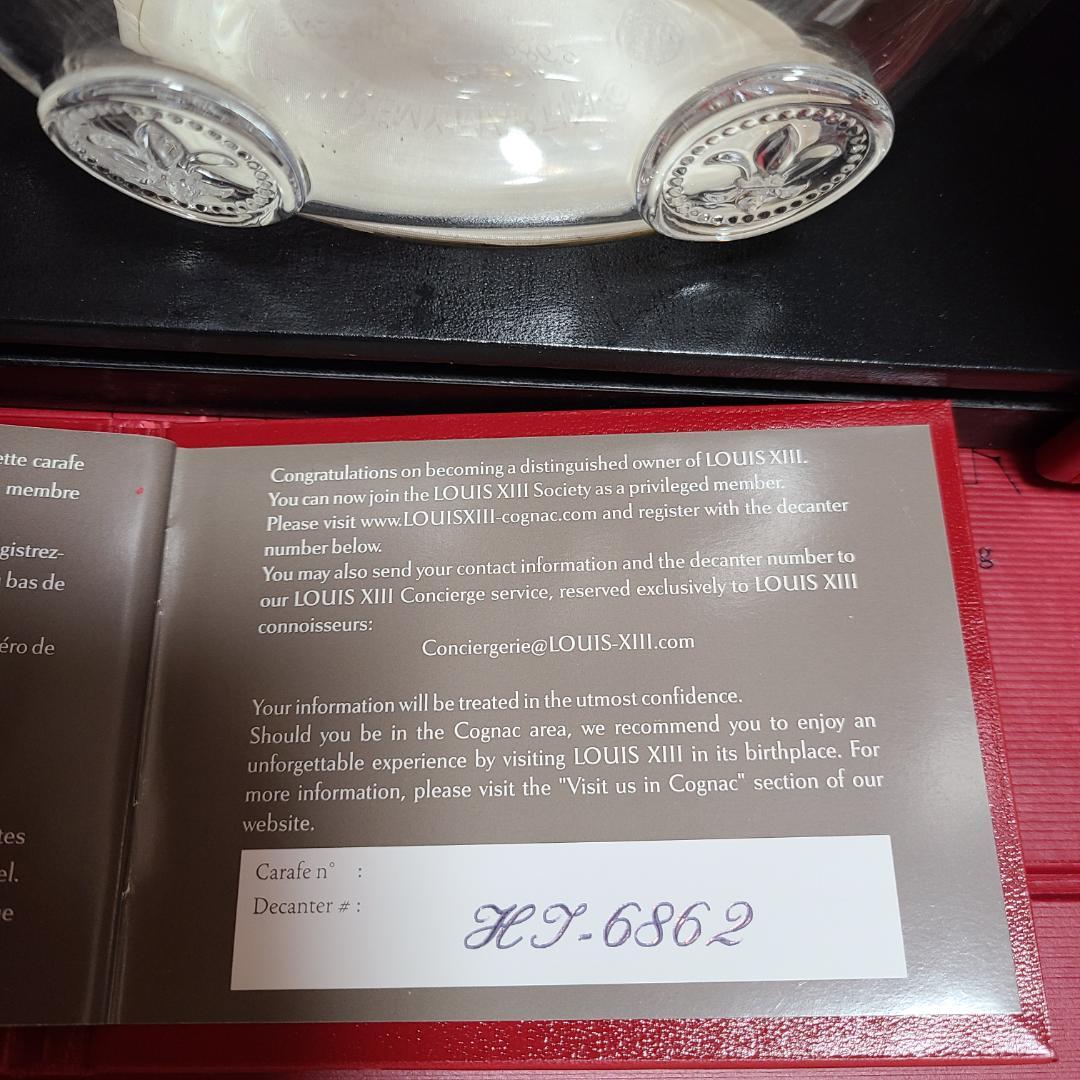 ette carafe
membre
gistrez-
bas de
éro de
tes
el.
e
Congratulations on becoming a distinguished owner of LOUIS XIII.
You can now join the LOUIS XIII Society as a privileged member.
Please visit www.LOUISXIII-cognac.com and register with the decanter
number below.
You may also send your contact information and the decanter number to
our LOUIS XIII Concierge service, reserved exclusively to LOUIS XIII
connoisseurs:
Conciergerie@LOUIS-XIII.com
Your information will be treated in the utmost confidence.
Should you be in the Cognac area, we recommend you to enjoy an
unforgettable experience by visiting LOUIS XIII in its birthplace. For
more information, please visit the "Visit us in Cognac" section of our
website.
Carafe n° :
Decanter # :
HJ-6862
g